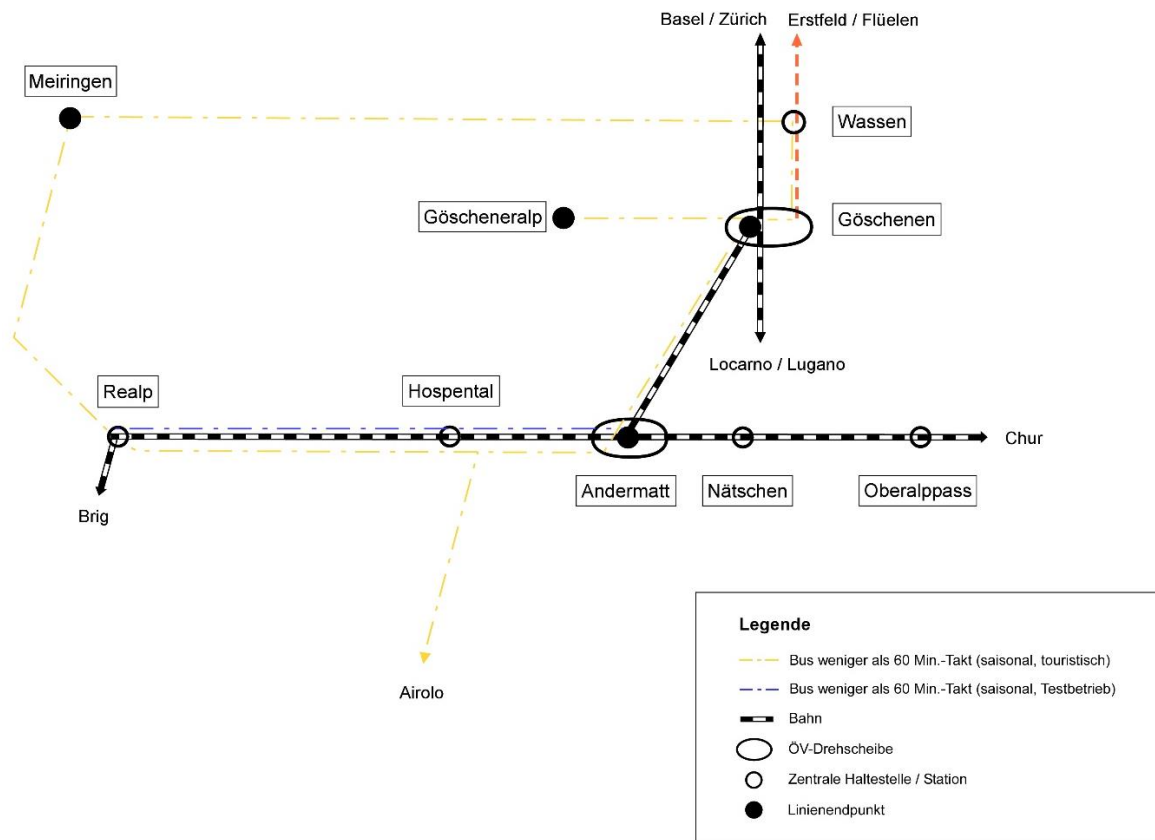 Basel / Zürich
Erstfeld / Flüelen
Meiringen
Wassen
Göscheneralp
Göschenen
Locarno / Lugano
Realp
Hospental
Chur
Andermatt
Nätschen
Oberalppass
Brig
Airolo
Legende
Bus weniger als 60 Min.-Takt (saisonal, touristisch)
Bus weniger als 60 Min.-Takt (saisonal, Testbetrieb)
Bahn
ÖV-Drehscheibe
Zentrale Haltestelle / Station
Linienendpunkt